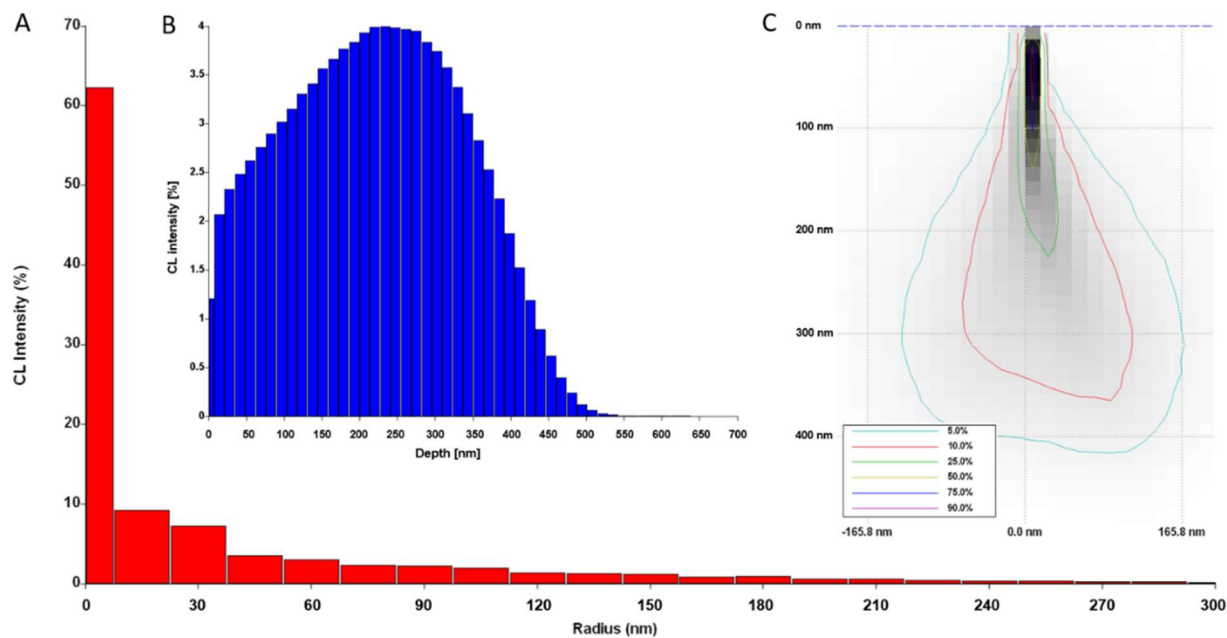 A
70
60
50
40
30
20
10
0
CL Intensity (%)
0 30 60 90 120 150 180 210 240 270 300
Radius (nm)
B
4
3.5
3
2.5
2
1.5
1
0.5
0
CL intensity [%]
0 50 100 150 200 250 300 350 400 450 500 550 600 650 700
Depth [nm]
C
0 nm
100 nm
200 nm
300 nm
400 nm
5.0%
10.0%
25.0%
50.0%
75.0%
90.0%
-165.8 nm 0.0 nm 165.8 nm